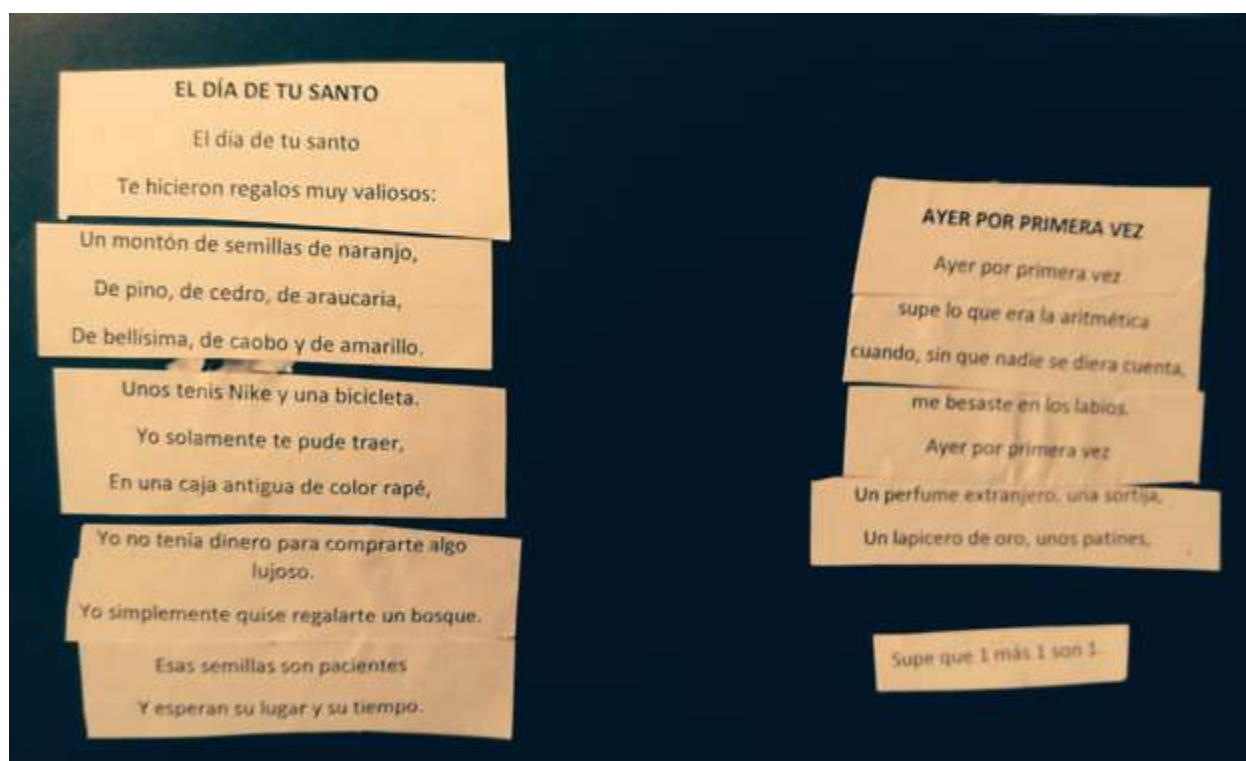 EL DÍA DE TU SANTO
El día de tu santo
Te hicieron regalos muy valiosos:
Un montón de semillas de naranjo,
De pino, de cedro, de araucaria,
De bellísima, de caobo y de amarillo.
Unos tenis Nike y una bicicleta.
Yo solamente te pude traer,
En una caja antigua de color rapé,
Yo no tenía dinero para comprarte algo
lujoso.
Yo simplemente quise regalarte un bosque.
Esas semillas son pacientes
Y esperan su lugar y su tiempo.
AYER POR PRIMERA VEZ
Ayer por primera vez
supe lo que era la aritmética
cuando, sin que nadie se diera cuenta,
me besaste en los labios.
Ayer por primera vez
Un perfume extranjero, una sortija,
Un lapicero de oro, unos patines,
Supe que 1 más 1 son 1